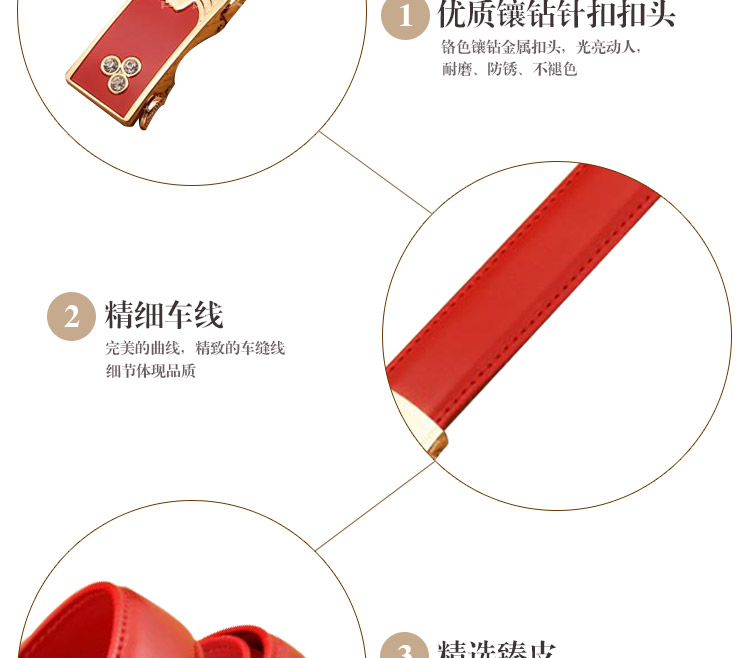 1 优质镶钻针扣扣头
铬色镶钻金属扣头，光亮动人，
耐磨、防锈、不褪色
2 精细车线
完美的曲线，精致的车缝线
细节体现品质
3 精选臻皮